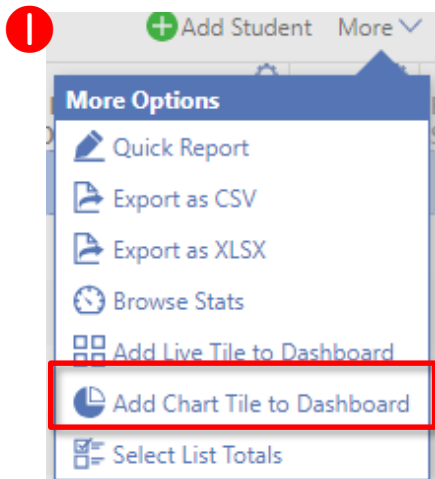 1
Add Student More
More Options
Quick Report
Export as CSV
Export as XLSX
Browse Stats
Add Live Tile to Dashboard
Add Chart Tile to Dashboard
Select List Totals